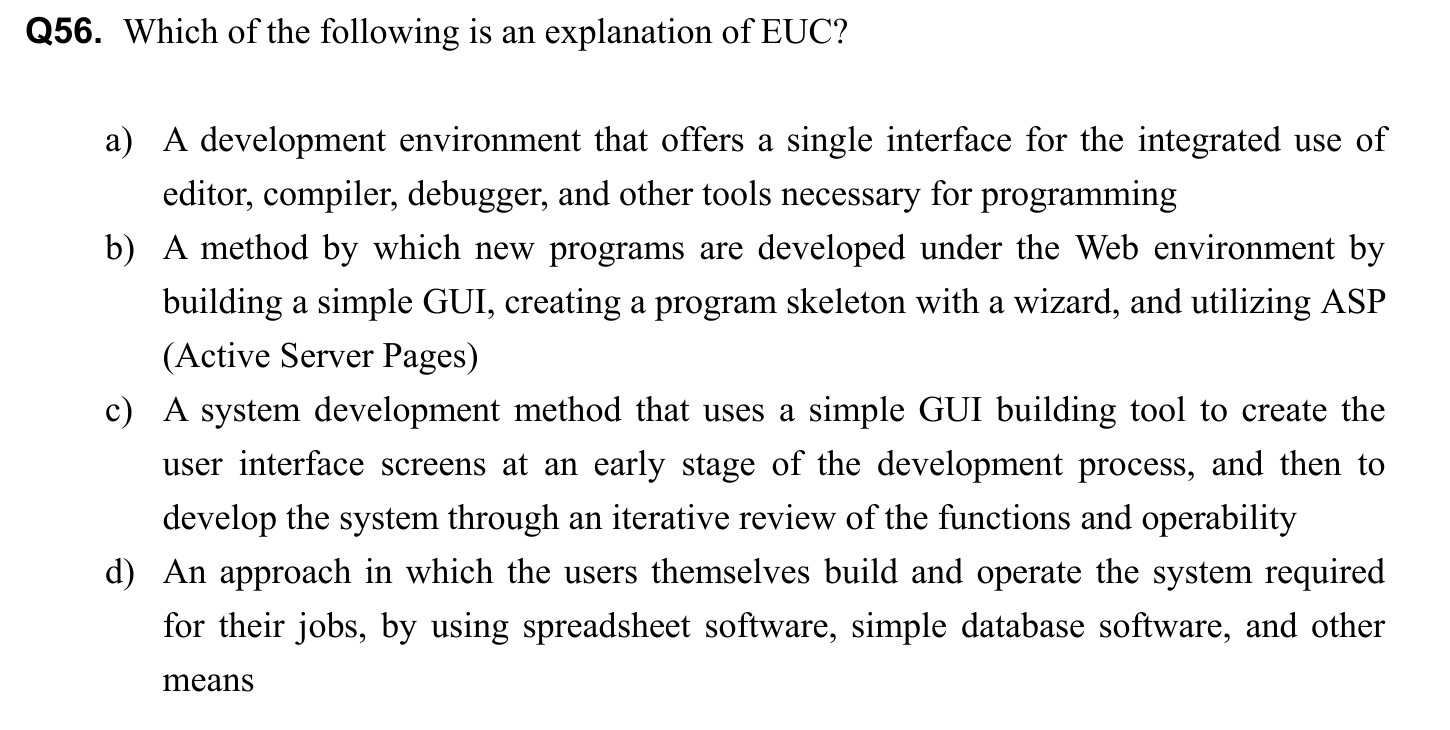 Q56. Which of the following is an explanation of EUC?
a) A development environment that offers a single interface for the integrated use of
editor, compiler, debugger, and other tools necessary for programming
b) A method by which new programs are developed under the Web environment by
building a simple GUI, creating a program skeleton with a wizard, and utilizing ASP
(Active Server Pages)
c) A system development method that uses a simple GUI building tool to create the
user interface screens at an early stage of the development process, and then to
develop the system through an iterative review of the functions and operability
d) An approach in which the users themselves build and operate the system required
for their jobs, by using spreadsheet software, simple database software, and other
means